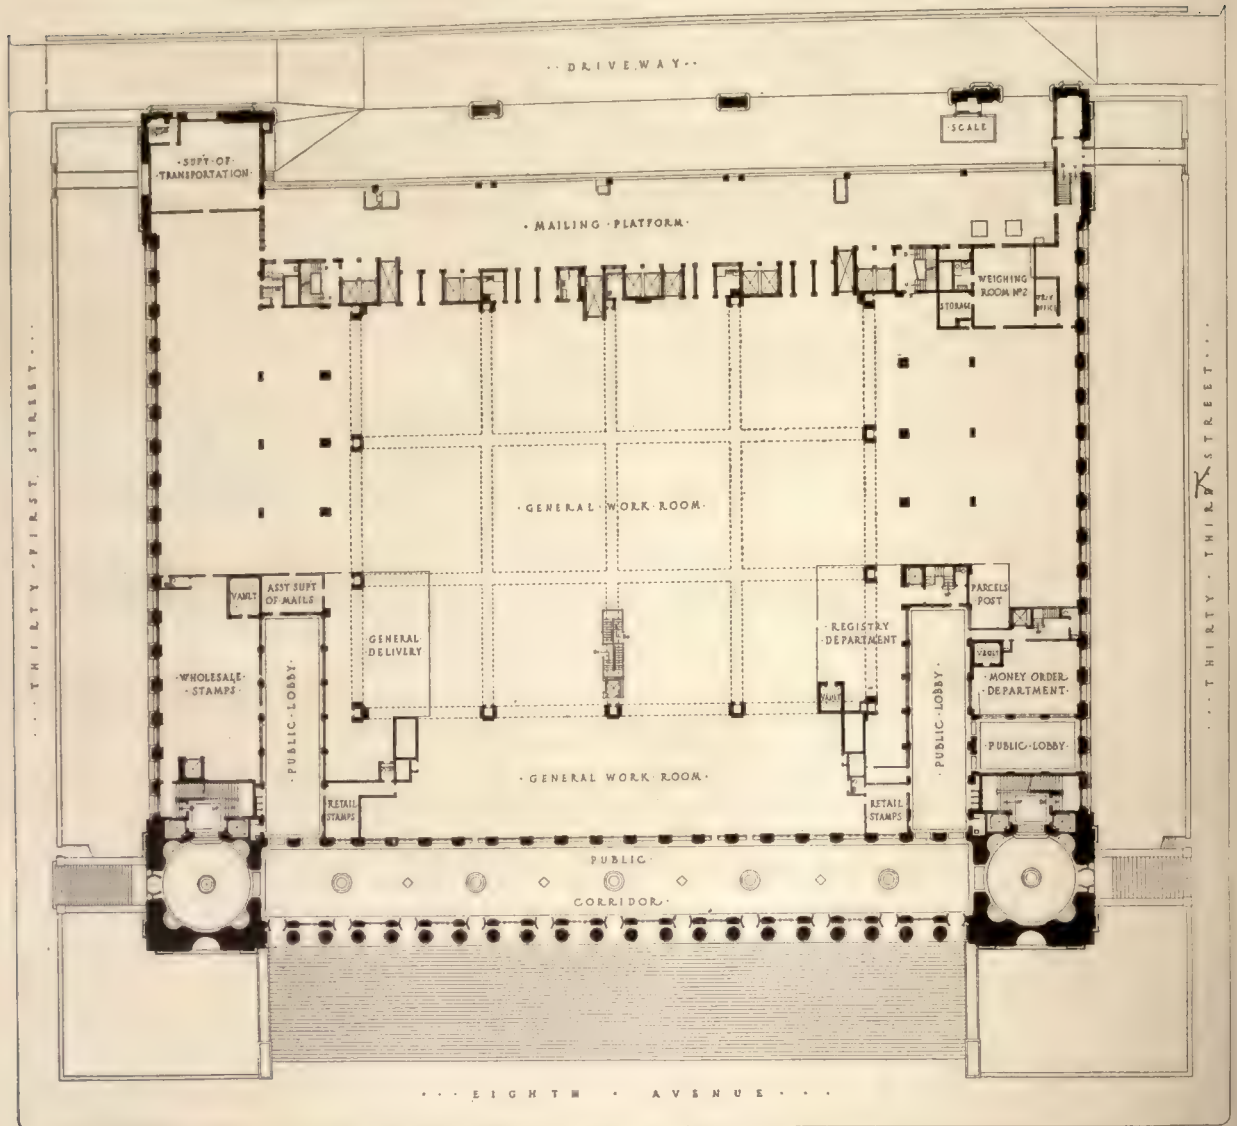 · · DRIVEWAY · ·
· SCALE ·
· SUPT · OF ·
· TRANSPORTATION ·
· MAILING · PLATFORM ·
WEIGHING
ROOM Nº2
STORAGE
OFFICE
· · · THIRTY · FIRST · STREET · · ·
· · · THIRTY · THIRD · STREET · · ·
· GENERAL · WORK · ROOM ·
VAULT
ASST SUPT
OF MAILS
PARCELS
POST
· GENERAL ·
DELIVERY
· REGISTRY ·
DEPARTMENT
VAULT
· WHOLESALE ·
· STAMPS ·
· PUBLIC · LOBBY ·
· PUBLIC · LOBBY ·
VAULT
· MONEY ORDER ·
DEPARTMENT ·
· PUBLIC · LOBBY ·
· GENERAL WORK ROOM ·
RETAIL
STAMPS
RETAIL
STAMPS
PUBLIC ·
CORRIDOR ·
· · · EIGHTH · AVENUE · · ·